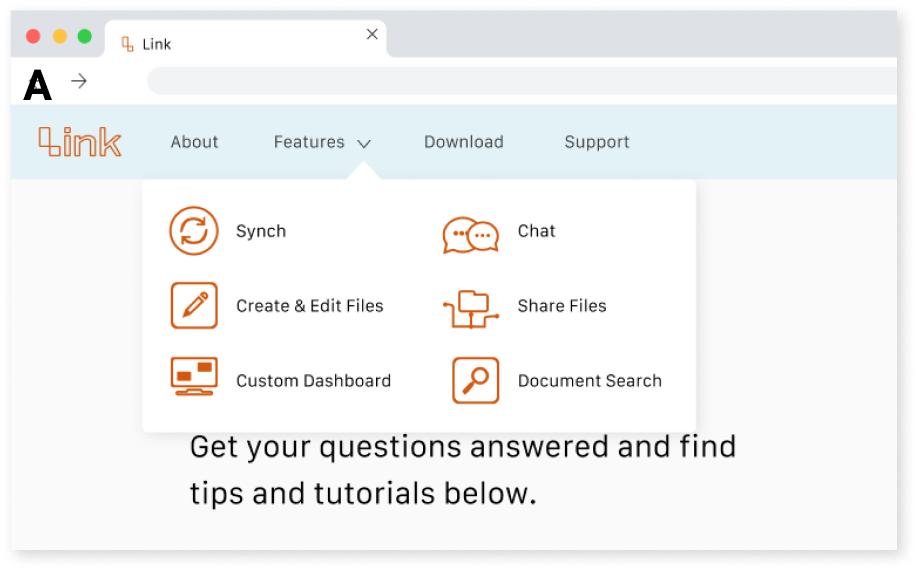 Link
A
Link
About Features Download Support
Synch Chat
Create & Edit Files Share Files
Custom Dashboard Document Search
Get your questions answered and find
tips and tutorials below.